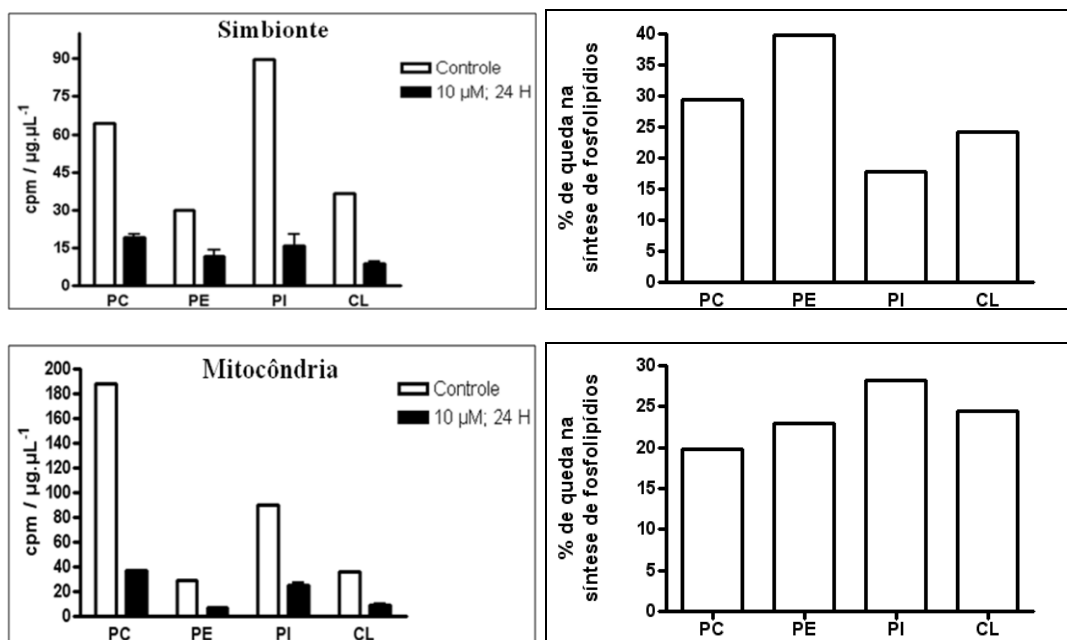 Simbionte
Controle
10 µM; 24 H
cpm / µg.µL-1
90
75
60
45
30
15
0
PC PE PI CL
% de queda na
síntese de fosfolipídios
40
35
30
25
20
15
10
5
0
PC PE PI CL
Mitocôndria
Controle
10 µM; 24 H
cpm / µg.µL-1
200
180
160
140
120
100
80
60
40
20
0
PC PE PI CL
% de queda na
síntese de fosfolipídios
30
25
20
15
10
5
0
PC PE PI CL